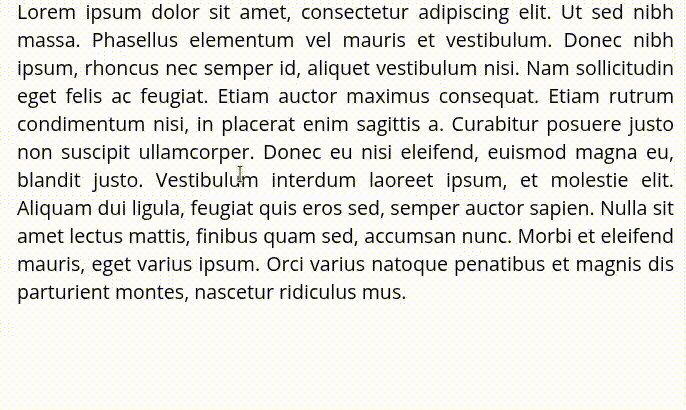 Lorem ipsum dolor sit amet, consectetur adipiscing elit. Ut sed nibh
massa. Phasellus elementum vel mauris et vestibulum. Donec nibh
ipsum, rhoncus nec semper id, aliquet vestibulum nisi. Nam sollicitudin
eget felis ac feugiat. Etiam auctor maximus consequat. Etiam rutrum
condimentum nisi, in placerat enim sagittis a. Curabitur posuere justo
non suscipit ullamcorper. Donec eu nisi eleifend, euismod magna eu,
blandit justo. Vestibulum interdum laoreet ipsum, et molestie elit.
Aliquam dui ligula, feugiat quis eros sed, semper auctor sapien. Nulla sit
amet lectus mattis, finibus quam sed, accumsan nunc. Morbi et eleifend
mauris, eget varius ipsum. Orci varius natoque penatibus et magnis dis
parturient montes, nascetur ridiculus mus.